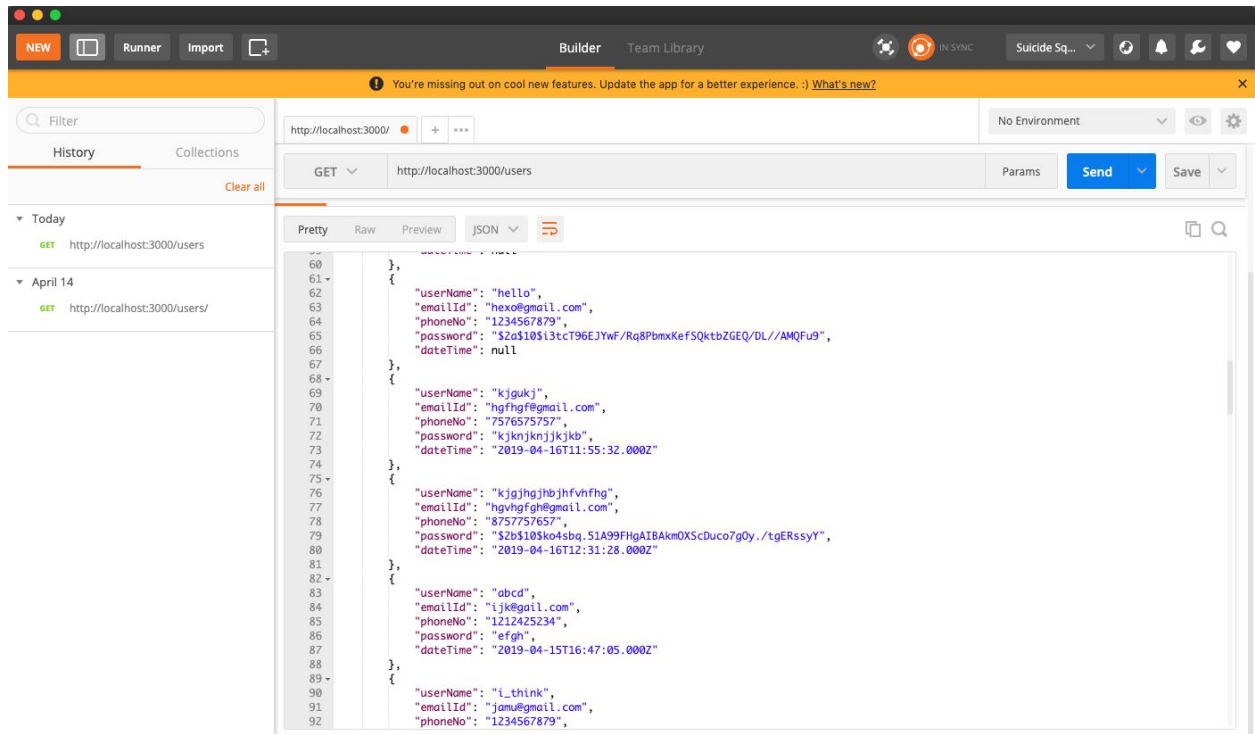 NEW Runner Import Builder Team Library IN SYNC Suicide Sq...
You're missing out on cool new features. Update the app for a better experience. :) What's new?
Filter
History Collections
Clear all
Today
GET http://localhost:3000/users
April 14
GET http://localhost:3000/users/
http://localhost:3000/ + No Environment
GET http://localhost:3000/users Params Send Save
Pretty Raw Preview JSON
60 },
61 {
62 "userName": "hello",
63 "emailId": "hexo@gmail.com",
64 "phoneNo": "1234567879",
65 "password": "$2a$10$i3tcT96EJYwF/Rq8PbmxKefSQktbZGEQ/DL//AMQFu9",
66 "dateTime": null
67 },
68 {
69 "userName": "kjgukj",
70 "emailId": "hgfhgf@gmail.com",
71 "phoneNo": "7576575757",
72 "password": "kjknjknjjkjkb",
73 "dateTime": "2019-04-16T11:55:32.000Z"
74 },
75 {
76 "userName": "kjgjhgjhbjhfvhfhg",
77 "emailId": "hgvhgfgh@gmail.com",
78 "phoneNo": "8757757657",
79 "password": "$2b$10$ko4sbq.51A99FHgAIBAkmOXScDuco7gOy./tgERssyY",
80 "dateTime": "2019-04-16T12:31:28.000Z"
81 },
82 {
83 "userName": "abcd",
84 "emailId": "ijk@gail.com",
85 "phoneNo": "1212425234",
86 "password": "efgh",
87 "dateTime": "2019-04-15T16:47:05.000Z"
88 },
89 {
90 "userName": "i_think",
91 "emailId": "jamu@gmail.com",
92 "phoneNo": "1234567879",